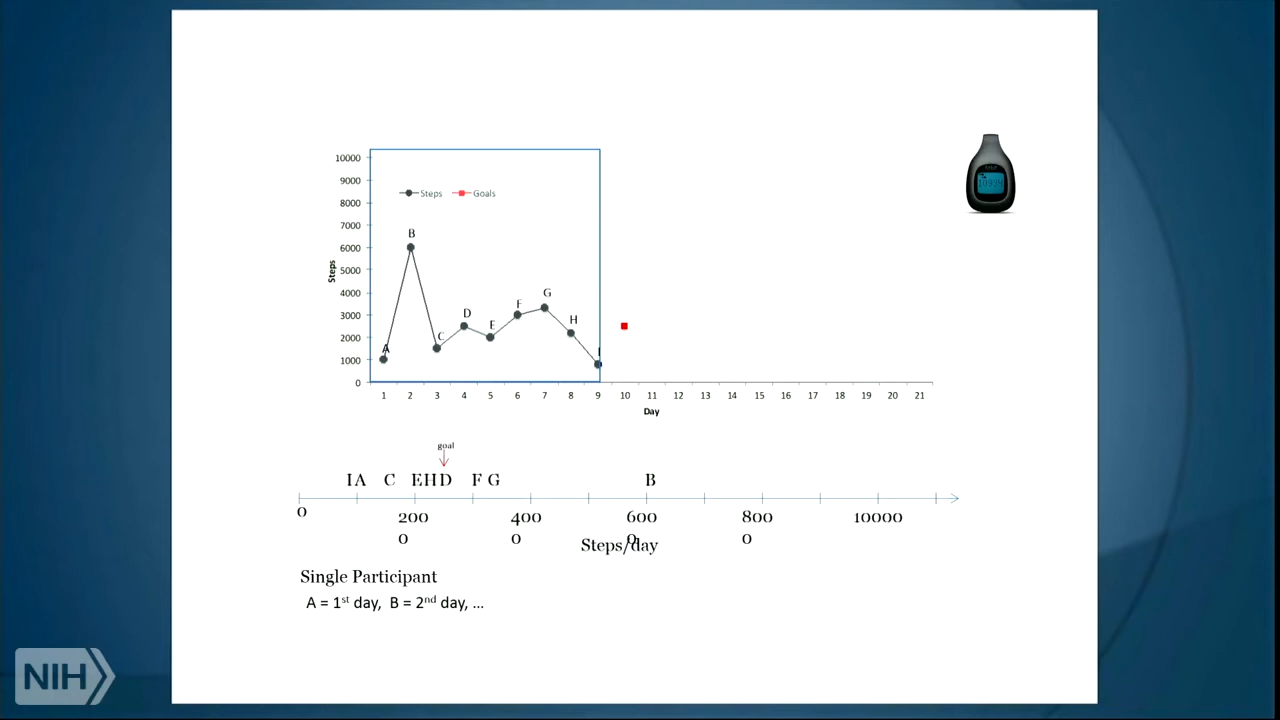 10000
9000
8000
7000
6000
5000
4000
3000
2000
1000
0
Steps
Steps Goals
A
B
C
D
E
F
G
H
I
1 2 3 4 5 6 7 8 9 10 11 12 13 14 15 16 17 18 19 20 21
Day
goal
I A C E H D F G B
0 200 400 600 800 10000
0 0 0 0
Steps/day
Single Participant
A = 1st day, B = 2nd day, ...
NIH